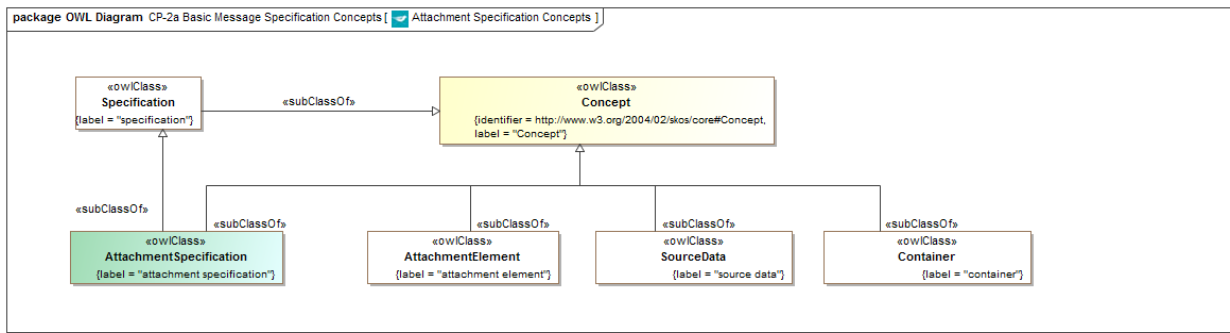 package OWL Diagram CP-2a Basic Message Specification Concepts [ Attachment Specification Concepts ]
«owlClass»
Specification
{label = "specification"}
«subClassOf»
«owlClass»
Concept
{identifier = http://www.w3.org/2004/02/skos/core#Concept,
label = "Concept"}
«subClassOf»
«subClassOf»
«subClassOf»
«subClassOf»
«subClassOf»
«owlClass»
AttachmentSpecification
{label = "attachment specification"}
«owlClass»
AttachmentElement
{label = "attachment element"}
«owlClass»
SourceData
{label = "source data"}
«owlClass»
Container
{label = "container"}